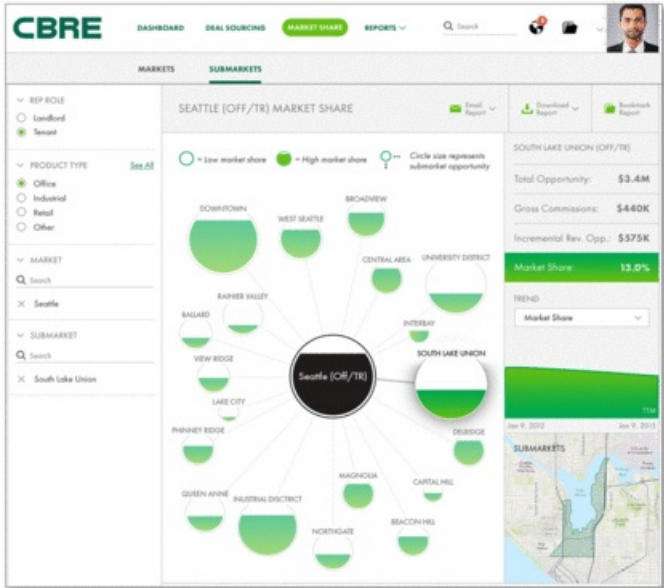 CBRE
DASHBOARD
DEAL SOURCING
MARKET SHARE
REPORTS
Search
MARKETS
SUBMARKETS
REP ROLE
Landlord
Tenant
PRODUCT TYPE
See All
Office
Industrial
Retail
Other
MARKET
Search
Seattle
SUBMARKET
Search
South Lake Union
SEATTLE (OFF/TR) MARKET SHARE
Email
Report
Download
Report
Bookmark
Report
= Low market share
= High market share
Circle size represents
submarket opportunity
DOWNTOWN
WEST SEATTLE
BROADVIEW
CENTRAL AREA
UNIVERSITY DISTRICT
RAINIER VALLEY
BALLARD
INTERBAY
VIEW RIDGE
SOUTH LAKE UNION
Seattle (Off/TR)
LAKE CITY
PHINNEY RIDGE
DELRIDGE
MAGNOLIA
CAPITAL HILL
QUEEN ANNE
INUSTRIAL DISCTRICT
BEACON HILL
NORTHGATE
SOUTH LAKE UNION (OFF/TR)
Total Opportunity: $3.4M
Gross Commissions: $440K
Incremental Rev. Opp.: $575K
Market Share: 13.0%
TREND
Market Share
TTM
Jan 9, 2012
Jan 9, 2015
SUBMARKETS